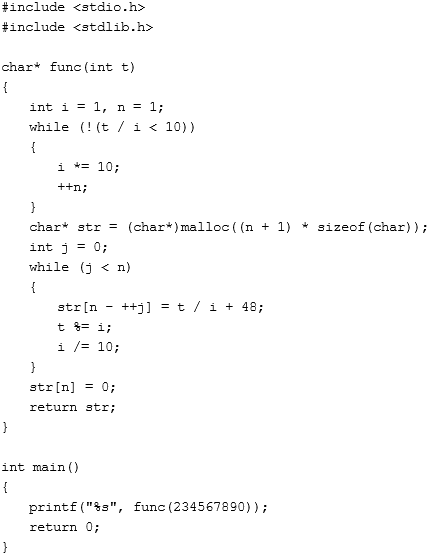 #include <stdio.h>
#include <stdlib.h>

char* func(int t)
{
    int i = 1, n = 1;
    while (!(t / i < 10))
    {
        i *= 10;
        ++n;
    }
    char* str = (char*)malloc((n + 1) * sizeof(char));
    int j = 0;
    while (j < n)
    {
        str[n - ++j] = t / i + 48;
        t %= i;
        i /= 10;
    }
    str[n] = 0;
    return str;
}

int main()
{
    printf("%s", func(234567890));
    return 0;
}